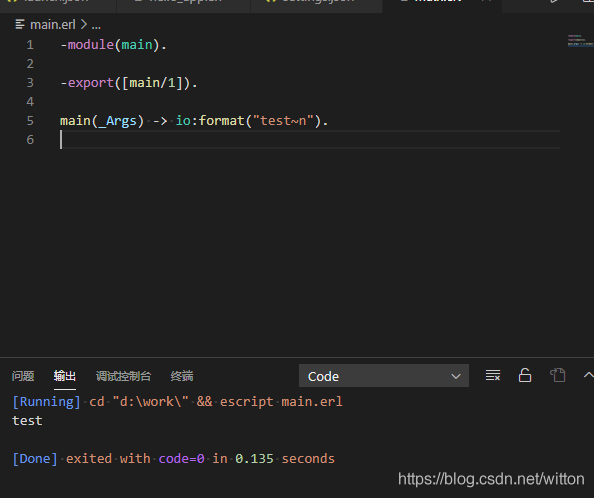 main.erl > ...
1 -module(main).
2
3 -export([main/1]).
4
5 main(_Args) -> io:format("test~n").
6
问题 输出 调试控制台 终端 Code
[Running] cd "d:\work\" && escript main.erl
test
[Done] exited with code=0 in 0.135 seconds
https://blog.csdn.net/witton